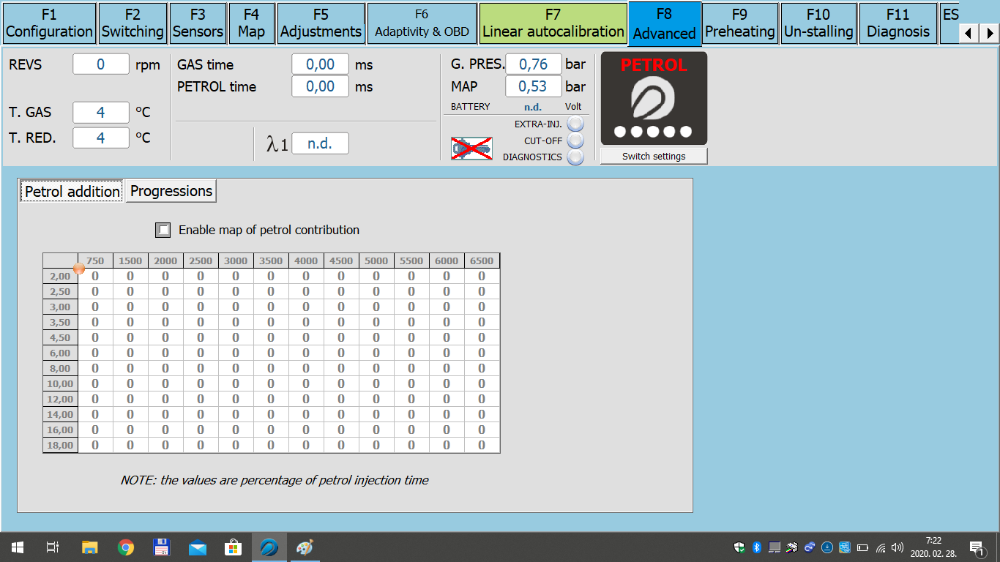 F1 F2 F3 F4 F5 F6 F7 F8 F9 F10 F11 ES
Configuration Switching Sensors Map Adjustments Adaptivity & OBD Linear autocalibration Advanced Preheating Un-stalling Diagnosis
REVS 0 rpm GAS time 0,00 ms G. PRES. 0,76 bar PETROL
PETROL time 0,00 ms MAP 0,53 bar
BATTERY n.d. Volt
T. GAS 4 °C
EXTRA-INJ.
T. RED. 4 °C λ1 n.d. CUT-OFF
DIAGNOSTICS Switch settings
Petrol addition Progressions
Enable map of petrol contribution
750 1500 2000 2500 3000 3500 4000 4500 5000 5500 6000 6500
2,00 0 0 0 0 0 0 0 0 0 0 0 0
2,50 0 0 0 0 0 0 0 0 0 0 0 0
3,00 0 0 0 0 0 0 0 0 0 0 0 0
3,50 0 0 0 0 0 0 0 0 0 0 0 0
4,50 0 0 0 0 0 0 0 0 0 0 0 0
6,00 0 0 0 0 0 0 0 0 0 0 0 0
8,00 0 0 0 0 0 0 0 0 0 0 0 0
10,00 0 0 0 0 0 0 0 0 0 0 0 0
12,00 0 0 0 0 0 0 0 0 0 0 0 0
14,00 0 0 0 0 0 0 0 0 0 0 0 0
16,00 0 0 0 0 0 0 0 0 0 0 0 0
18,00 0 0 0 0 0 0 0 0 0 0 0 0
NOTE: the values are percentage of petrol injection time
7:22
2020. 02. 28.
1